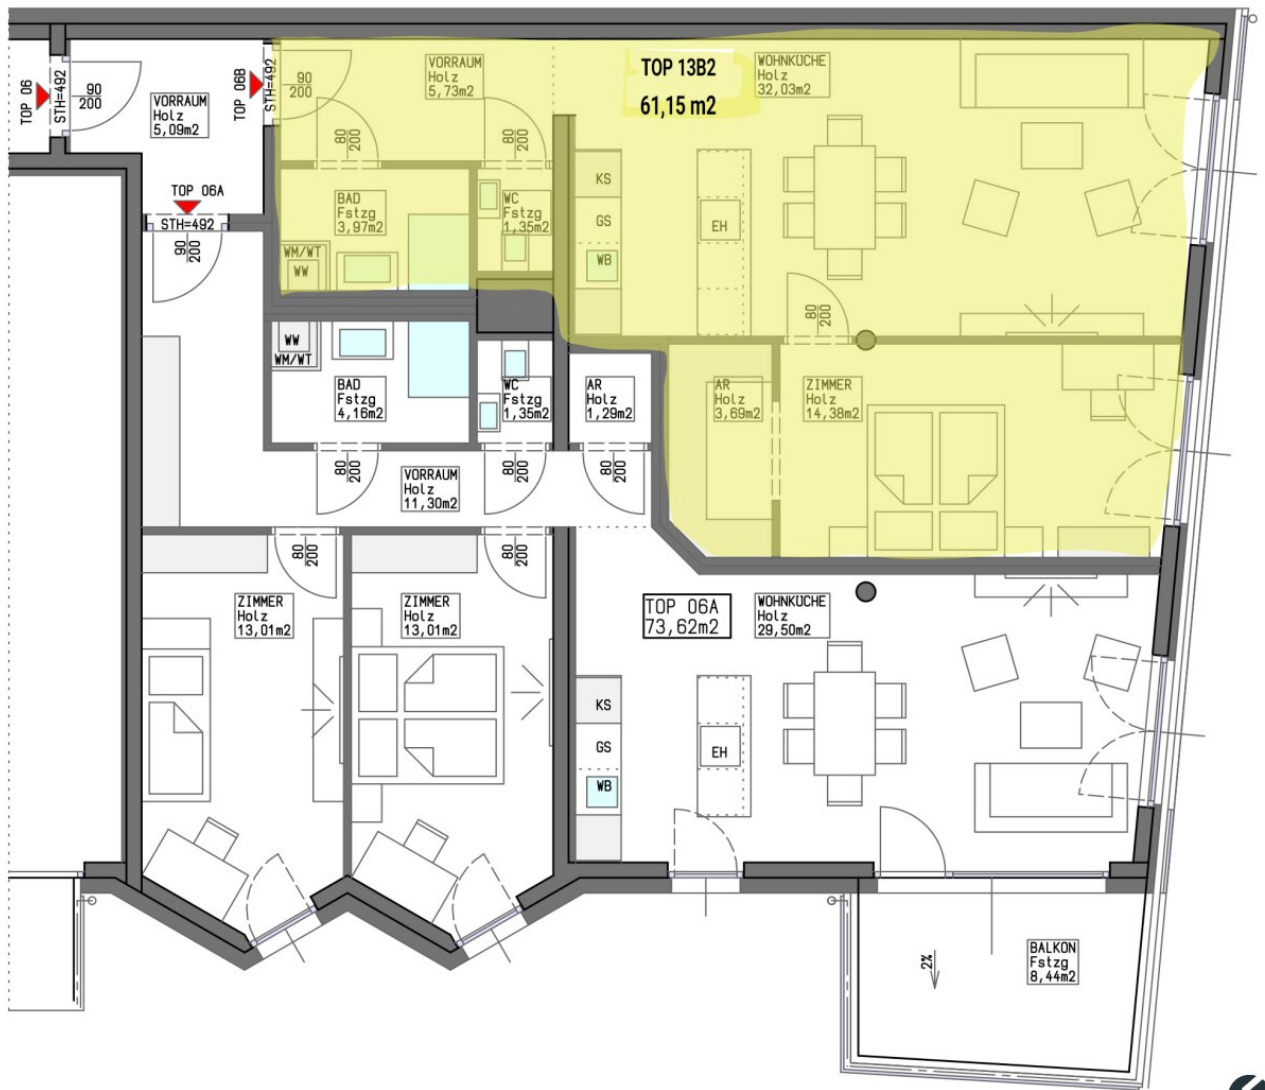 TOP 06
STH=492
90
200
VORRAUM
Holz
5,09m2
TOP 06B
STH=492
90
200
VORRAUM
Holz
5,73m2
TOP 13B2
61,15 m2
WOHNKÜCHE
Holz
32,03m2
80
200
80
200
TOP 06A
STH=492
90
200
BAD
Fstzg
3,97m2
WM/WT
WW
WC
Fstzg
1,35m2
KS
GS
WB
EH
80
200
WW
WM/WT
BAD
Fstzg
4,16m2
WC
Fstzg
1,35m2
AR
Holz
1,29m2
AR
Holz
3,69m2
ZIMMER
Holz
14,38m2
80
200
VORRAUM
Holz
11,30m2
80
200
80
200
80
200
80
200
ZIMMER
Holz
13,01m2
ZIMMER
Holz
13,01m2
TOP 06A
73,62m2
WOHNKÜCHE
Holz
29,50m2
KS
GS
WB
EH
2%
BALKON
Fstzg
8,44m2